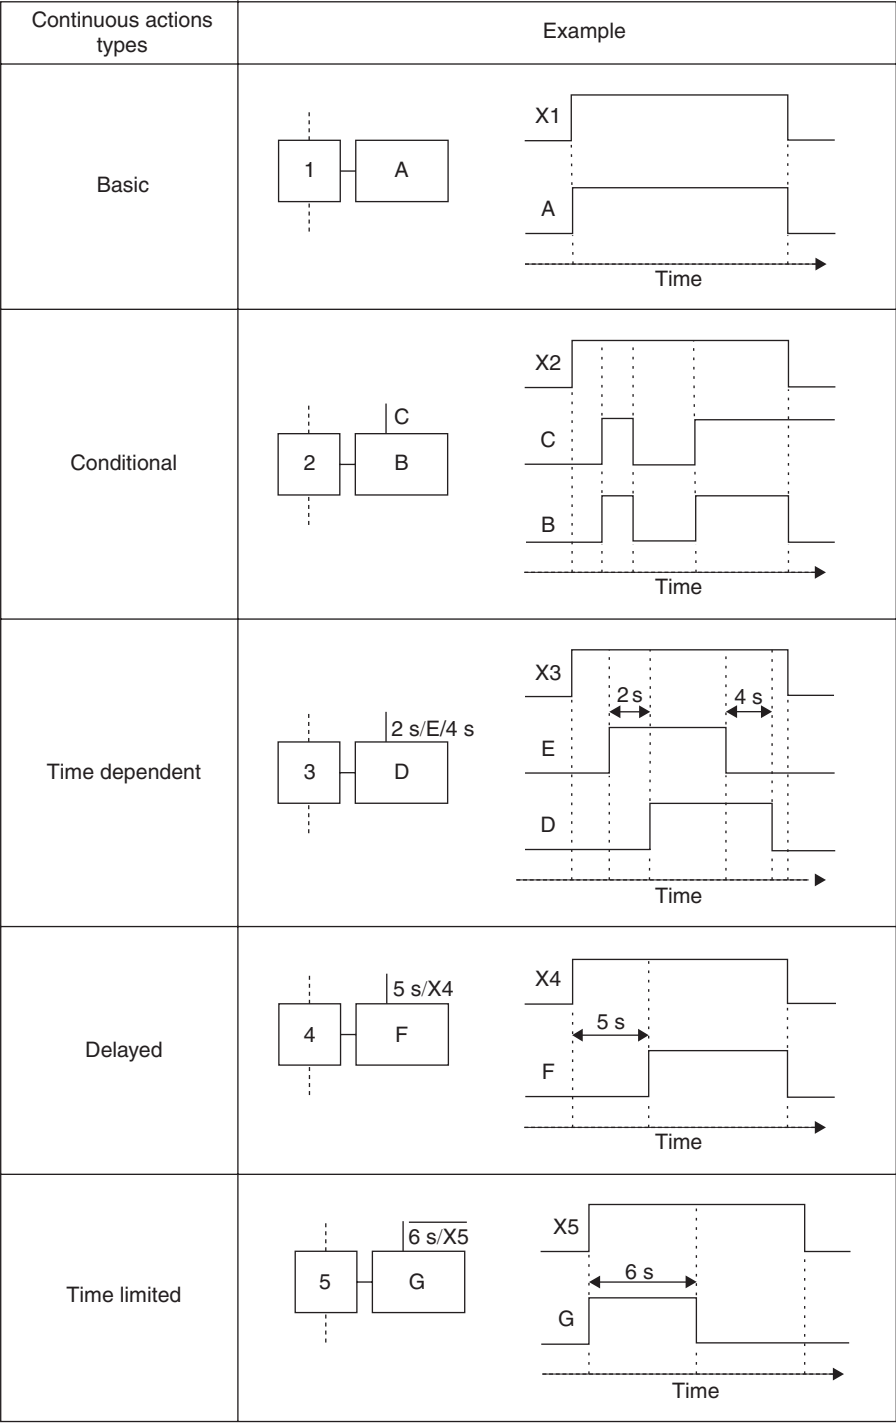 Continuous actions
types
Example
Basic
1
A
X1
A
Time
Conditional
C
2
B
X2
C
B
Time
Time dependent
2 s/E/4 s
3
D
X3
2 s
4 s
E
D
Time
Delayed
5 s/X4
4
F
X4
5 s
F
Time
Time limited
6 s/X5
5
G
X5
6 s
G
Time